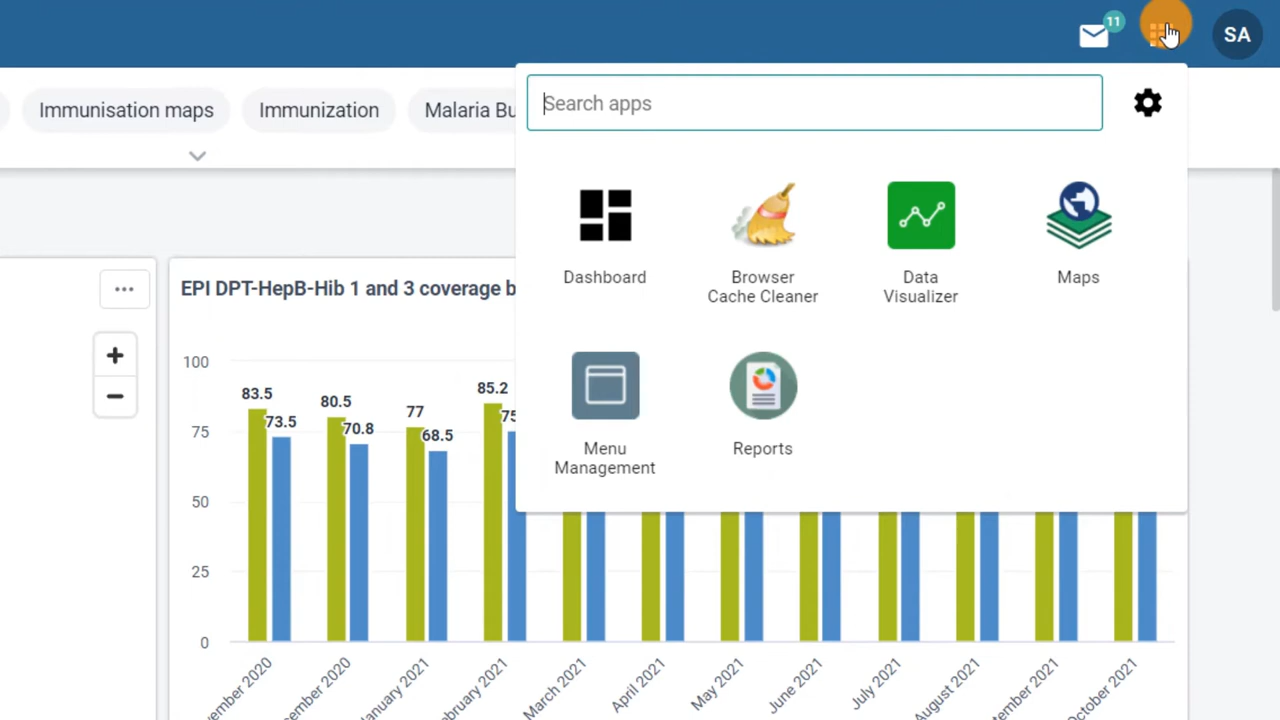 11
SA
Immunisation maps
Immunization
Malaria Bu
Search apps
Dashboard
Browser
Cache Cleaner
Data
Visualizer
Maps
Menu
Management
Reports
EPI DPT-HepB-Hib 1 and 3 coverage b
100
75
50
25
0
83.5
73.5
80.5
70.8
77
68.5
85.2
75
vember 2020
cember 2020
January 2021
ebruary 2021
March 2021
April 2021
May 2021
June 2021
July 2021
August 2021
tember 2021
October 2021